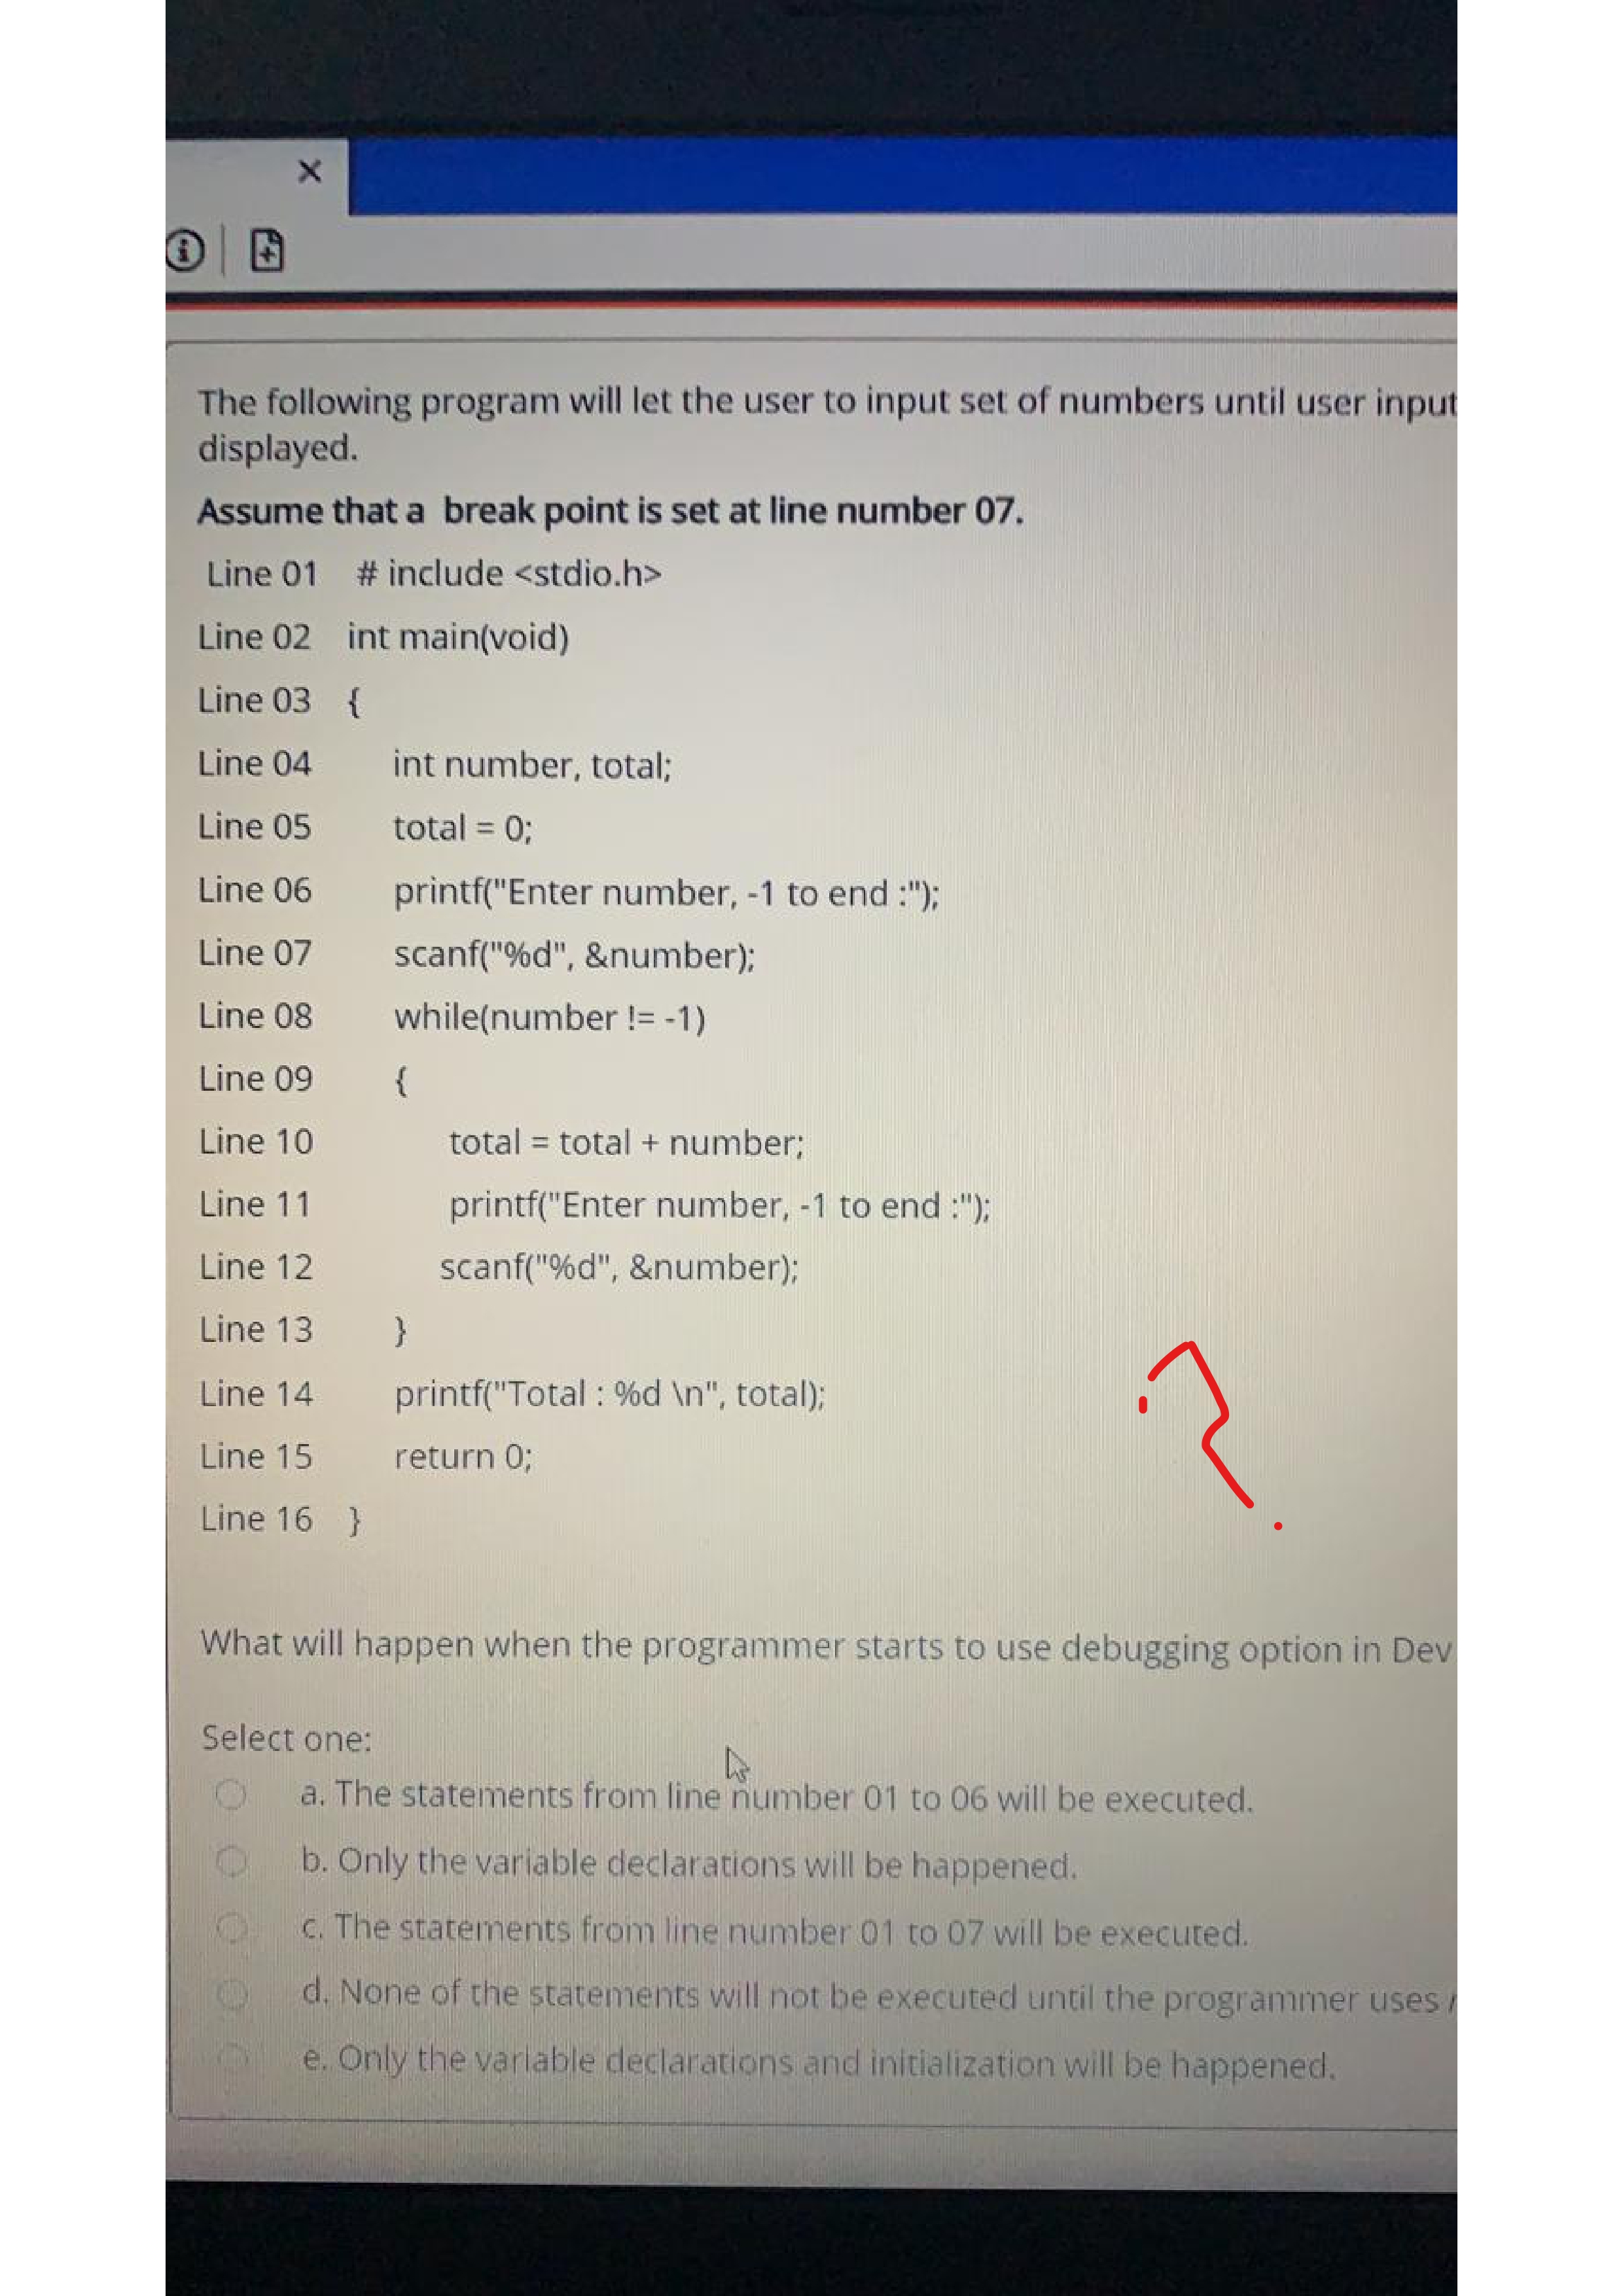 The following program will let the user to input set of numbers until user input
displayed.
Assume that a break point is set at line number 07.
Line 01 # include <stdio.h>
Line 02 int main(void)
Line 03 {
Line 04 int number, total;
Line 05 total = 0;
Line 06 printf("Enter number, -1 to end :");
Line 07 scanf("%d", &number);
Line 08 while(number != -1)
Line 09 {
Line 10 total = total + number;
Line 11 printf("Enter number, -1 to end :");
Line 12 scanf("%d", &number);
Line 13 }
Line 14 printf("Total : %d \n", total);
Line 15 return 0;
Line 16 }
What will happen when the programmer starts to use debugging option in Dev
Select one:
a. The statements from line number 01 to 06 will be executed.
b. Only the variable declarations will be happened.
c. The statements from line number 01 to 07 will be executed.
d. None of the statements will not be executed until the programmer uses
e. Only the variable declarations and initialization will be happened.